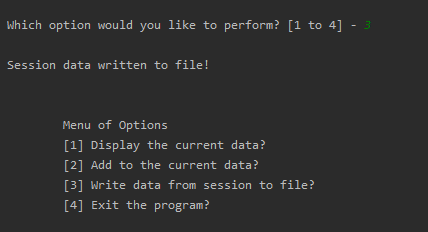 Which option would you like to perform? [1 to 4] - 3
Session data written to file!
Menu of Options
[1] Display the current data?
[2] Add to the current data?
[3] Write data from session to file?
[4] Exit the program?